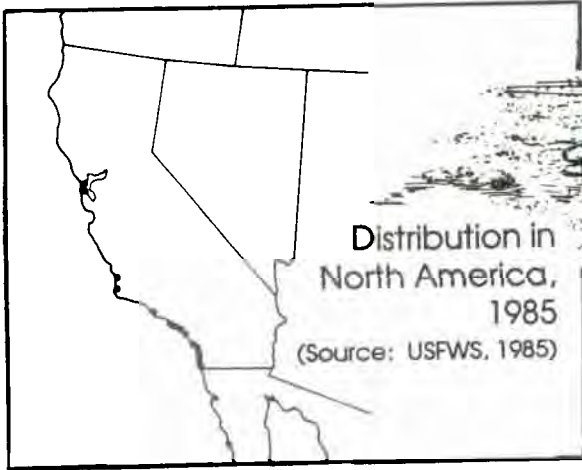 Distribution in
North America,
1985
(Source: USFWS, 1985)